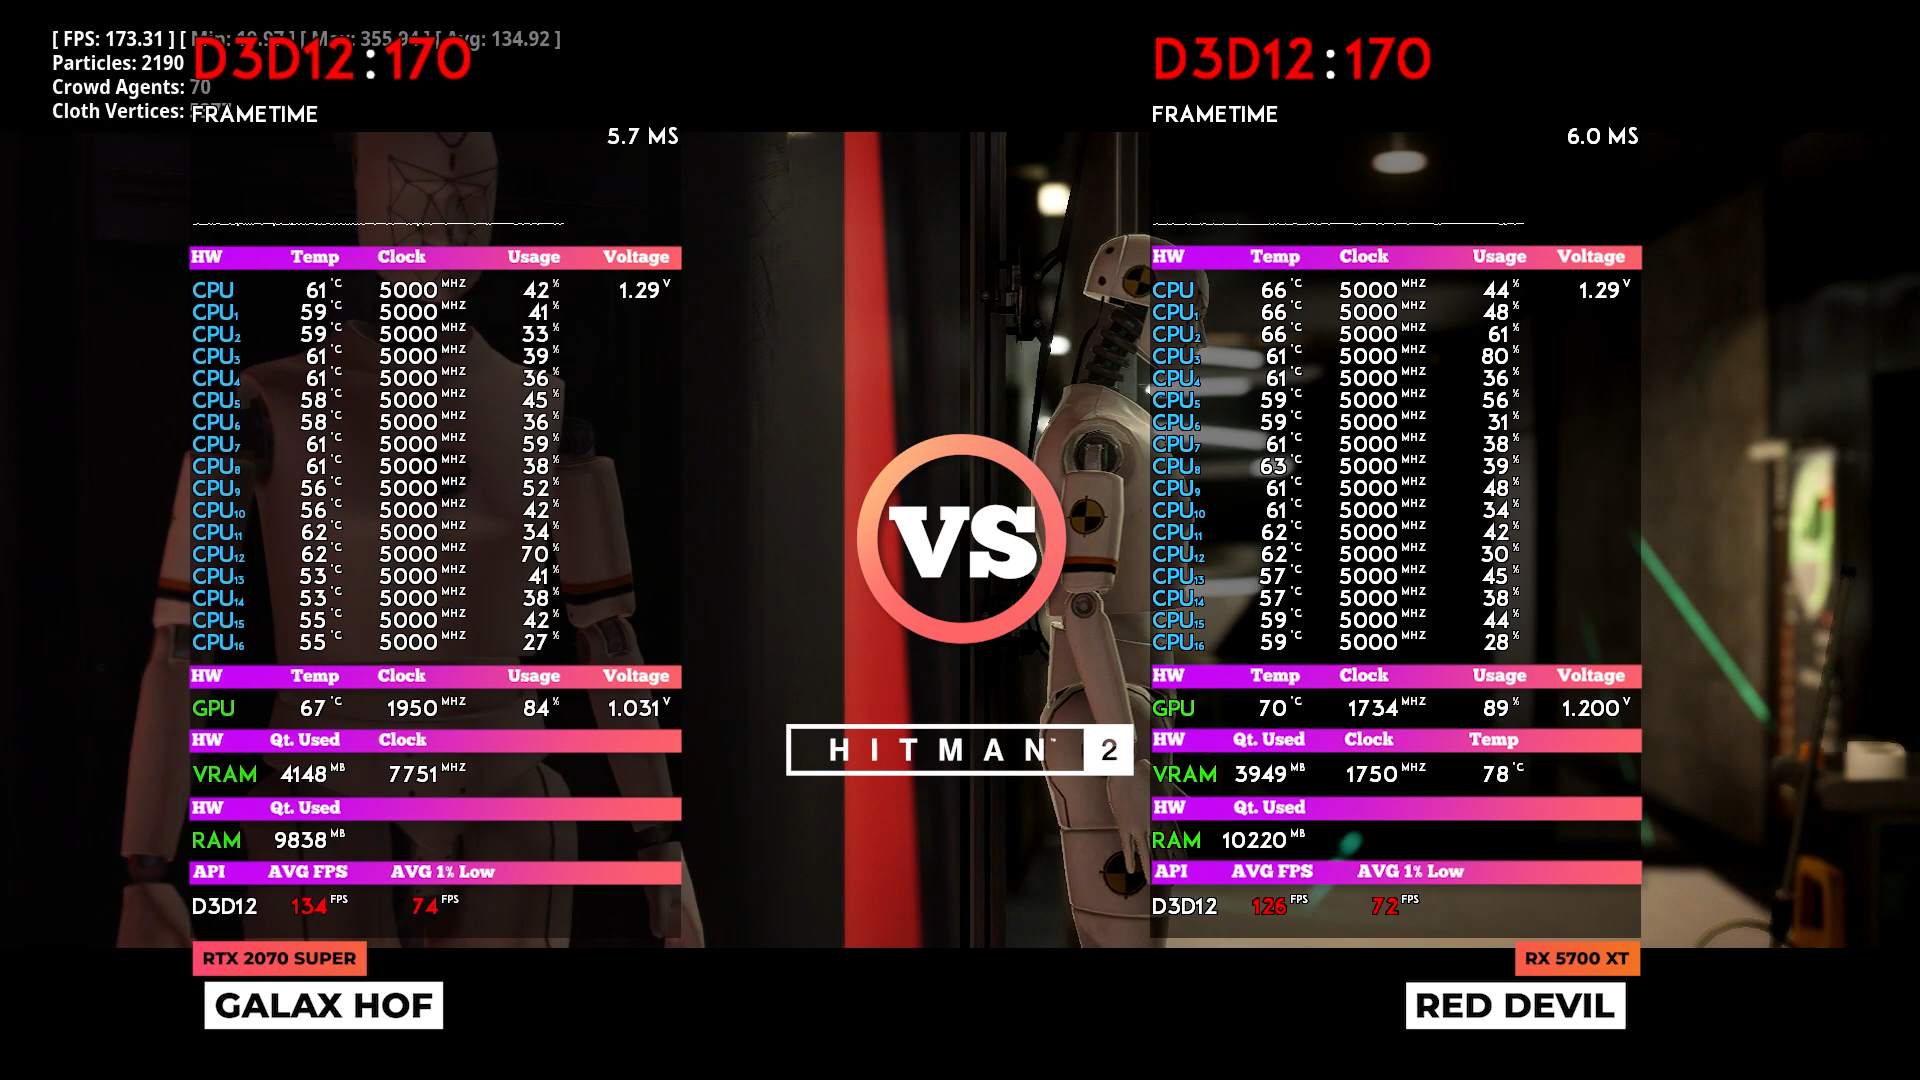 [ FPS: 173.31 ] [ Min: 19.97 ] [ Max: 355.94 ] [ Avg: 134.92 ]
Particles: 2190
Crowd Agents: 70
Cloth Vertices:
D3D12:170
FRAMETIME
5.7 MS
HW Temp Clock Usage Voltage
CPU 61 °C 5000 MHZ 42 % 1.29 V
CPU1 59 °C 5000 MHZ 41 %
CPU2 59 °C 5000 MHZ 33 %
CPU3 61 °C 5000 MHZ 39 %
CPU4 61 °C 5000 MHZ 36 %
CPU5 58 °C 5000 MHZ 45 %
CPU6 58 °C 5000 MHZ 36 %
CPU7 61 °C 5000 MHZ 59 %
CPU8 61 °C 5000 MHZ 38 %
CPU9 56 °C 5000 MHZ 52 %
CPU10 56 °C 5000 MHZ 42 %
CPU11 62 °C 5000 MHZ 34 %
CPU12 62 °C 5000 MHZ 70 %
CPU13 53 °C 5000 MHZ 41 %
CPU14 53 °C 5000 MHZ 38 %
CPU15 55 °C 5000 MHZ 42 %
CPU16 55 °C 5000 MHZ 27 %
HW Temp Clock Usage Voltage
GPU 67 °C 1950 MHZ 84 % 1.031 V
HW Qt. Used Clock
VRAM 4148 MB 7751 MHZ
HW Qt. Used
RAM 9838 MB
API AVG FPS AVG 1% Low
D3D12 134 FPS 74 FPS
RTX 2070 SUPER
GALAX HOF
VS
HITMAN™ 2
D3D12:170
FRAMETIME
6.0 MS
HW Temp Clock Usage Voltage
CPU 66 °C 5000 MHZ 44 % 1.29 V
CPU1 66 °C 5000 MHZ 48 %
CPU2 66 °C 5000 MHZ 61 %
CPU3 61 °C 5000 MHZ 80 %
CPU4 61 °C 5000 MHZ 36 %
CPU5 59 °C 5000 MHZ 56 %
CPU6 59 °C 5000 MHZ 31 %
CPU7 61 °C 5000 MHZ 38 %
CPU8 63 °C 5000 MHZ 39 %
CPU9 61 °C 5000 MHZ 48 %
CPU10 61 °C 5000 MHZ 34 %
CPU11 62 °C 5000 MHZ 42 %
CPU12 62 °C 5000 MHZ 30 %
CPU13 57 °C 5000 MHZ 45 %
CPU14 57 °C 5000 MHZ 38 %
CPU15 59 °C 5000 MHZ 44 %
CPU16 59 °C 5000 MHZ 28 %
HW Temp Clock Usage Voltage
GPU 70 °C 1734 MHZ 89 % 1.200 V
HW Qt. Used Clock Temp
VRAM 3949 MB 1750 MHZ 78 °C
HW Qt. Used
RAM 10220 MB
API AVG FPS AVG 1% Low
D3D12 126 FPS 72 FPS
RX 5700 XT
RED DEVIL